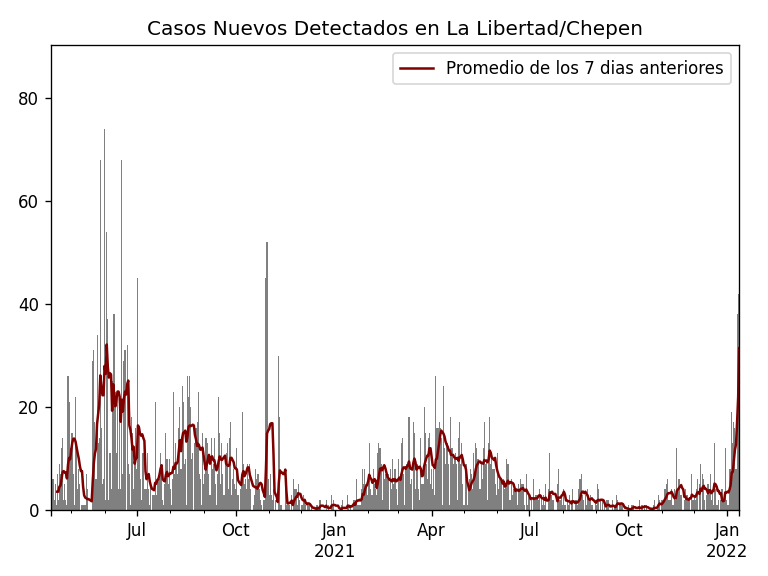 Casos Nuevos Detectados en La Libertad/Chepen
Promedio de los 7 dias anteriores
80
60
40
20
0
Jul Oct Jan Apr Jul Oct Jan
2021 2022